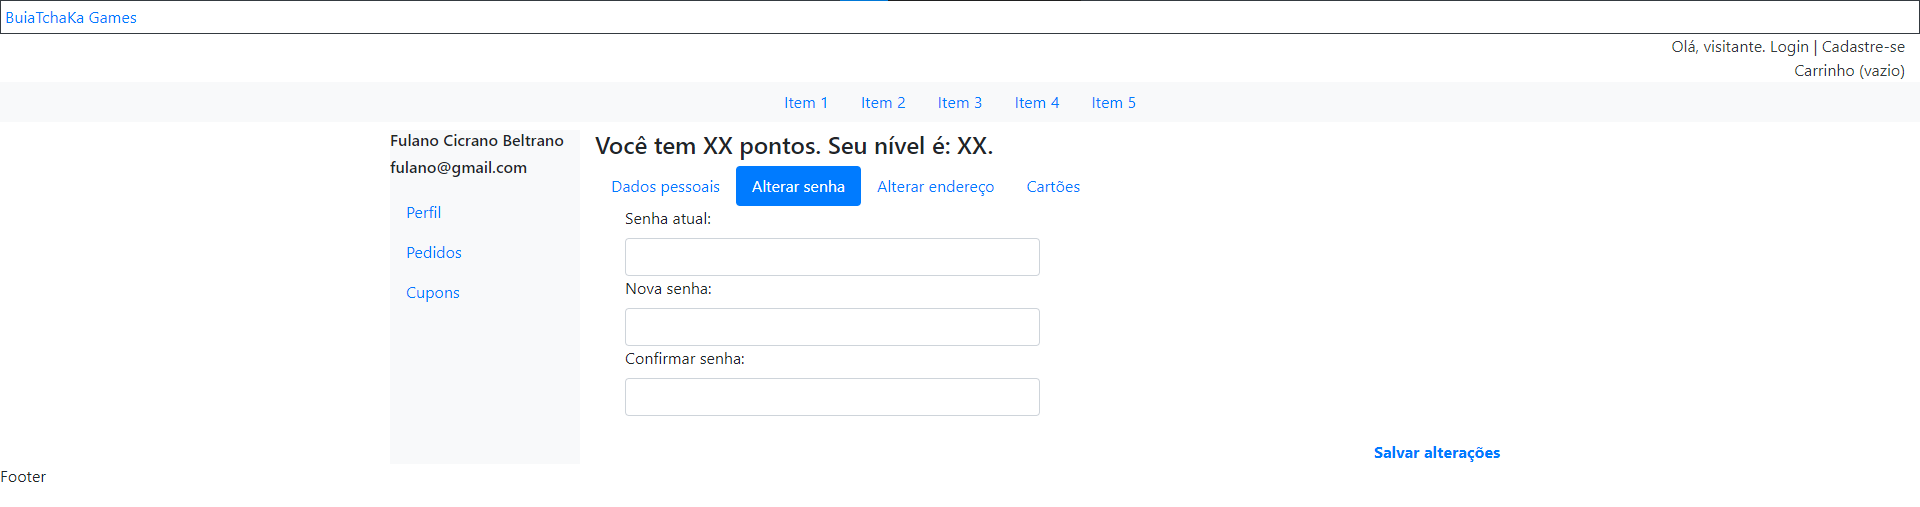 BuiaTchaKa Games
Olá, visitante. Login | Cadastre-se
Carrinho (vazio)
Item 1 Item 2 Item 3 Item 4 Item 5
Fulano Cicrano Beltrano
fulano@gmail.com
Perfil
Pedidos
Cupons
Você tem XX pontos. Seu nível é: XX.
Dados pessoais Alterar senha Alterar endereço Cartões
Senha atual:
Nova senha:
Confirmar senha:
Salvar alterações
Footer